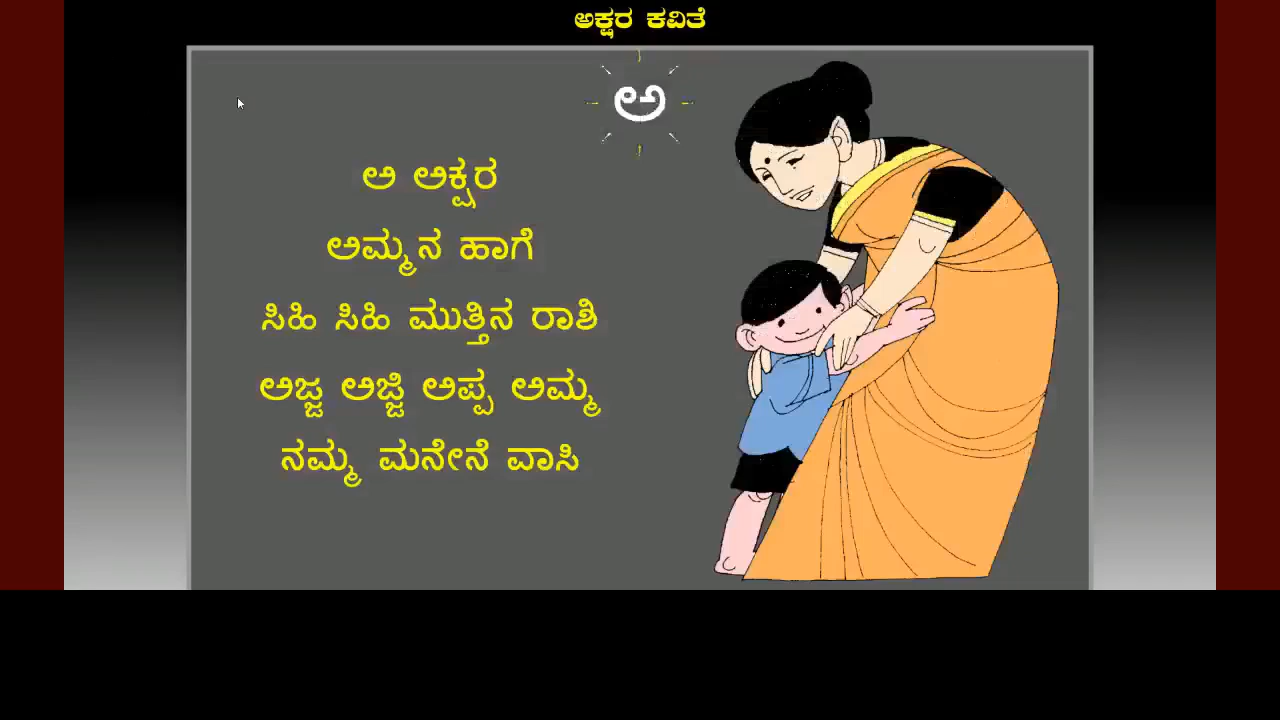 ಅಕ್ಷರ ಕವಿತೆ
ಅ
ಅ ಅಕ್ಷರ
ಅಮ್ಮನ ಹಾಗೆ
ಸಿಹಿ ಸಿಹಿ ಮುತ್ತಿನ ರಾಶಿ
ಅಜ್ಜ ಅಜ್ಜಿ ಅಪ್ಪ ಅಮ್ಮ
ನಮ್ಮ ಮನೇನೆ ವಾಸಿ